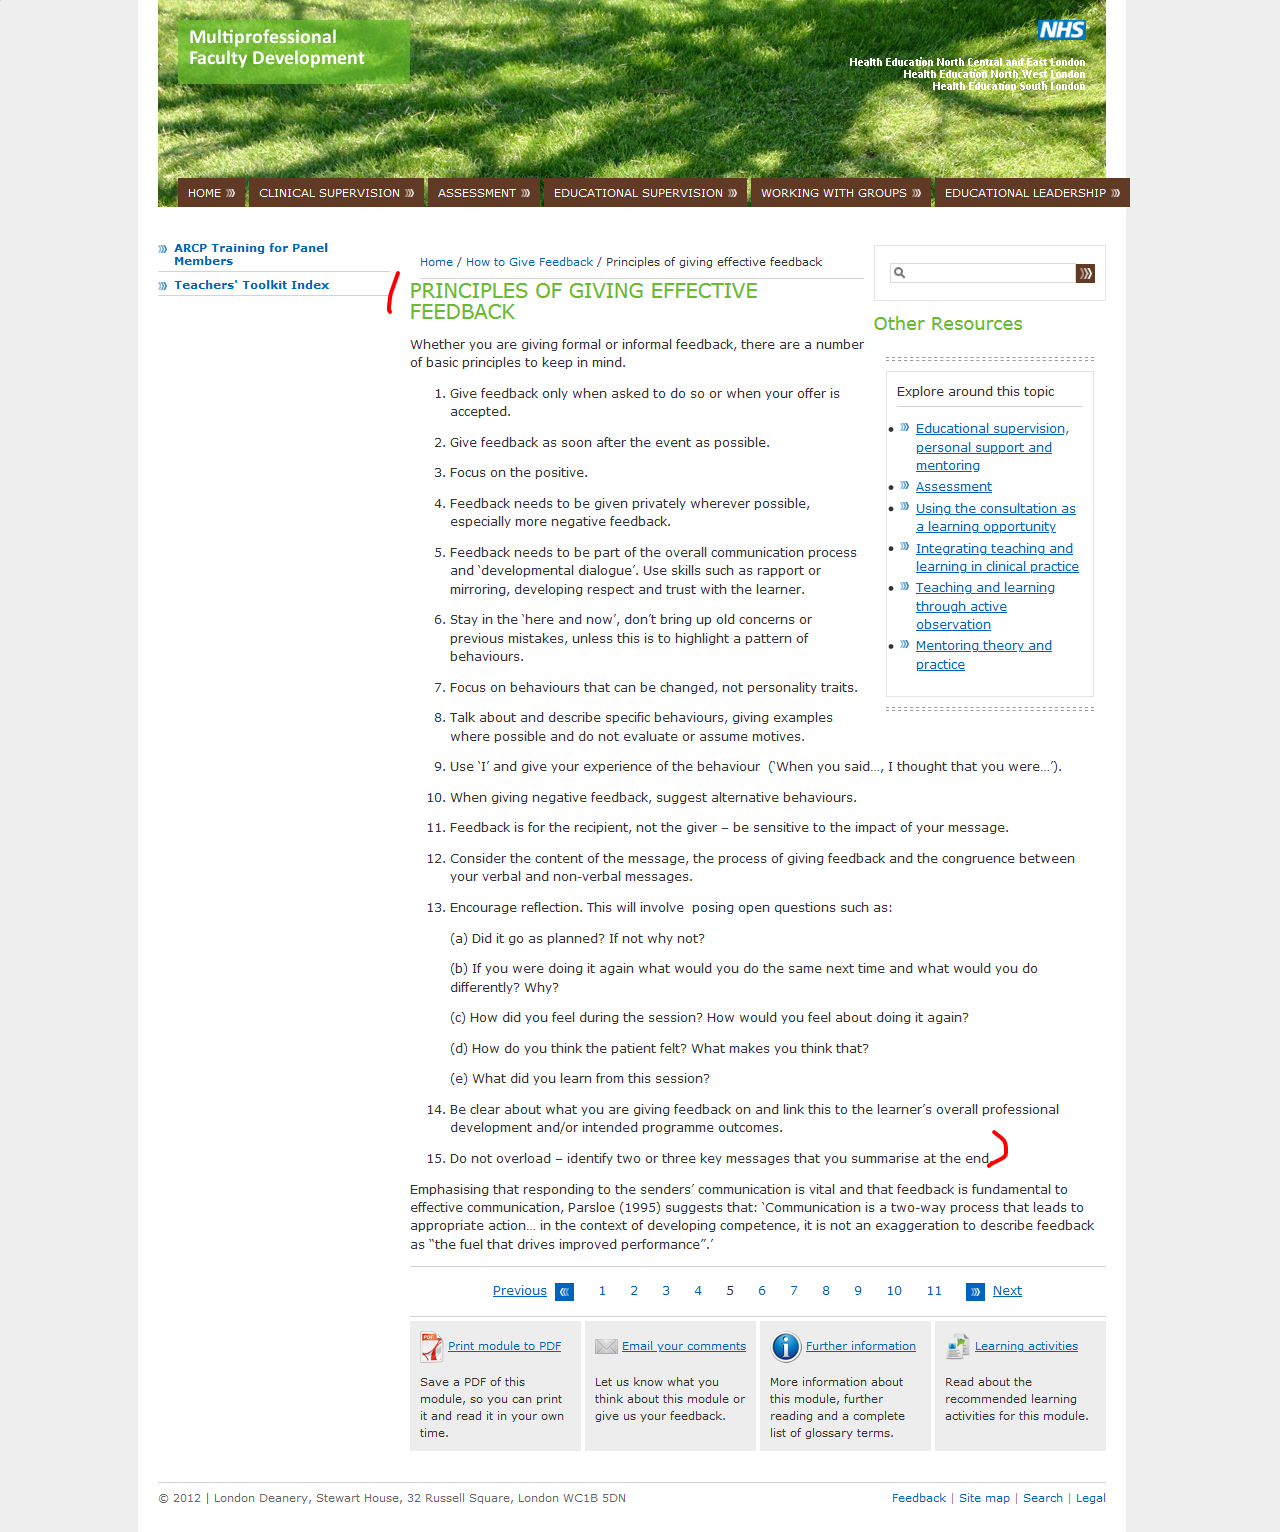 Multiprofessional
Faculty Development
NHS
Health Education North Central and East London
Health Education North West London
Health Education South London
HOME
CLINICAL SUPERVISION
ASSESSMENT
EDUCATIONAL SUPERVISION
WORKING WITH GROUPS
EDUCATIONAL LEADERSHIP
ARCP Training for Panel
Members
Teachers' Toolkit Index
Home / How to Give Feedback / Principles of giving effective feedback
PRINCIPLES OF GIVING EFFECTIVE
FEEDBACK
Whether you are giving formal or informal feedback, there are a number
of basic principles to keep in mind.
1. Give feedback only when asked to do so or when your offer is
accepted.
2. Give feedback as soon after the event as possible.
3. Focus on the positive.
4. Feedback needs to be given privately wherever possible,
especially more negative feedback.
5. Feedback needs to be part of the overall communication process
and ‘developmental dialogue’. Use skills such as rapport or
mirroring, developing respect and trust with the learner.
6. Stay in the ‘here and now’, don’t bring up old concerns or
previous mistakes, unless this is to highlight a pattern of
behaviours.
7. Focus on behaviours that can be changed, not personality traits.
8. Talk about and describe specific behaviours, giving examples
where possible and do not evaluate or assume motives.
9. Use ‘I’ and give your experience of the behaviour  (‘When you said…, I thought that you were…’).
10. When giving negative feedback, suggest alternative behaviours.
11. Feedback is for the recipient, not the giver – be sensitive to the impact of your message.
12. Consider the content of the message, the process of giving feedback and the congruence between
your verbal and non-verbal messages.
13. Encourage reflection. This will involve  posing open questions such as:
(a) Did it go as planned? If not why not?
(b) If you were doing it again what would you do the same next time and what would you do
differently? Why?
(c) How did you feel during the session? How would you feel about doing it again?
(d) How do you think the patient felt? What makes you think that?
(e) What did you learn from this session?
14. Be clear about what you are giving feedback on and link this to the learner’s overall professional
development and/or intended programme outcomes.
15. Do not overload – identify two or three key messages that you summarise at the end.
Emphasising that responding to the senders’ communication is vital and that feedback is fundamental to
effective communication, Parsloe (1995) suggests that: ‘Communication is a two-way process that leads to
appropriate action… in the context of developing competence, it is not an exaggeration to describe feedback
as “the fuel that drives improved performance”.’
Other Resources
Explore around this topic
Educational supervision,
personal support and
mentoring
Assessment
Using the consultation as
a learning opportunity
Integrating teaching and
learning in clinical practice
Teaching and learning
through active
observation
Mentoring theory and
practice
Previous 1 2 3 4 5 6 7 8 9 10 11 Next
Print module to PDF
Save a PDF of this
module, so you can print
it and read it in your own
time.
Email your comments
Let us know what you
think about this module or
give us your feedback.
Further information
More information about
this module, further
reading and a complete
list of glossary terms.
Learning activities
Read about the
recommended learning
activities for this module.
© 2012 | London Deanery, Stewart House, 32 Russell Square, London WC1B 5DN
Feedback | Site map | Search | Legal